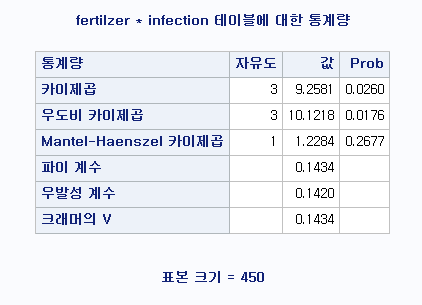 fertilzer * infection 테이블에 대한 통계량
통계량 자유도 값 Prob
카이제곱 3 9.2581 0.0260
우도비 카이제곱 3 10.1218 0.0176
Mantel-Haenszel 카이제곱 1 1.2284 0.2677
파이 계수 0.1434
우발성 계수 0.1420
크래머의 V 0.1434
표본 크기 = 450